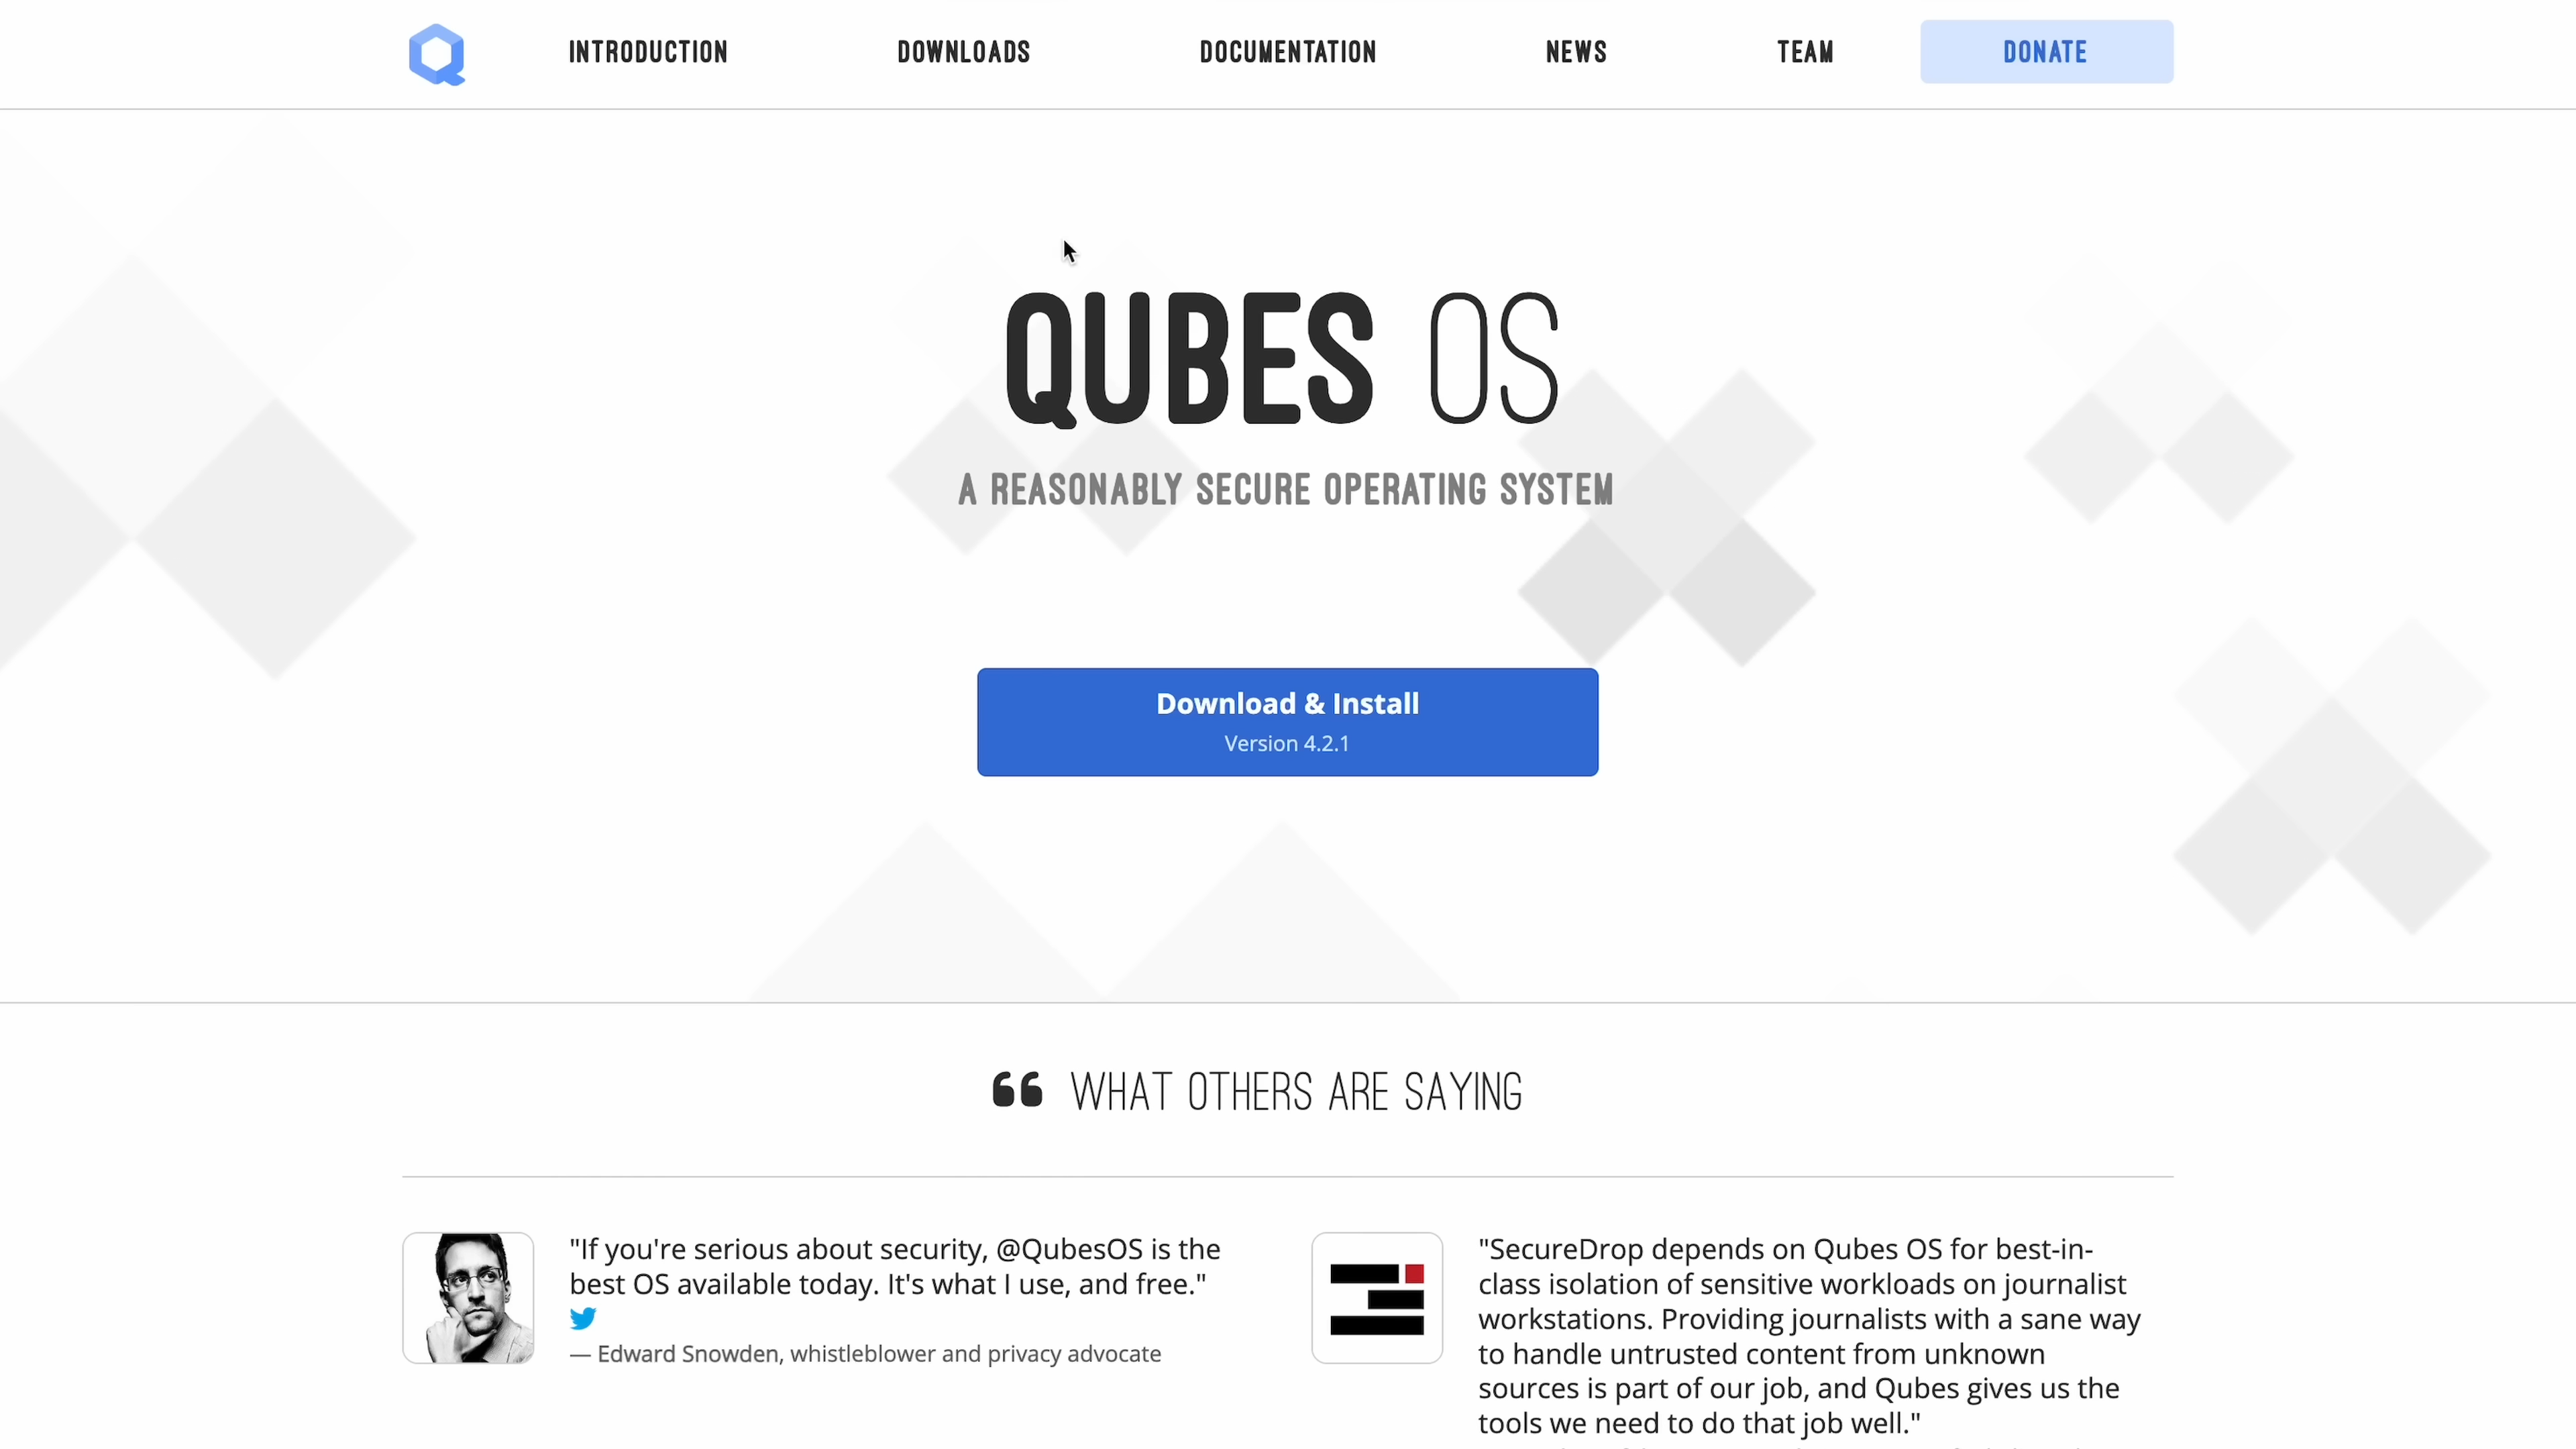 INTRODUCTION
DOWNLOADS
DOCUMENTATION
NEWS
TEAM
DONATE
QUBES OS
A REASONABLY SECURE OPERATING SYSTEM
Download & Install
Version 4.2.1
WHAT OTHERS ARE SAYING
"If you're serious about security, @QubesOS is the
best OS available today. It's what I use, and free."
— Edward Snowden, whistleblower and privacy advocate
"SecureDrop depends on Qubes OS for best-in-
class isolation of sensitive workloads on journalist
workstations. Providing journalists with a sane way
to handle untrusted content from unknown
sources is part of our job, and Qubes gives us the
tools we need to do that job well."